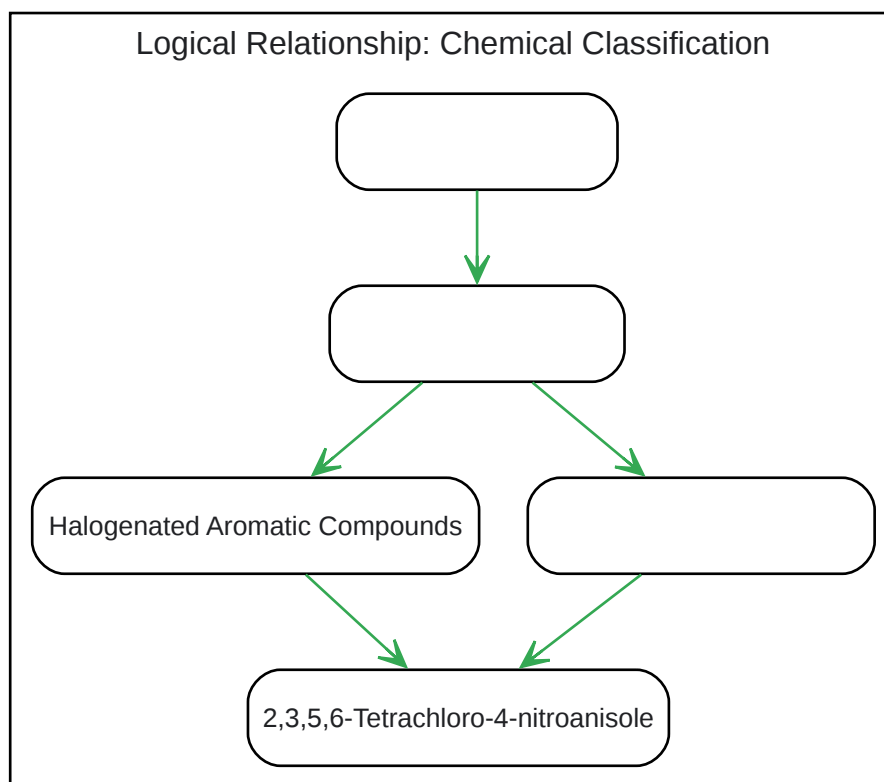 Logical Relationship: Chemical Classification
Halogenated Aromatic Compounds
2,3,5,6-Tetrachloro-4-nitroanisole